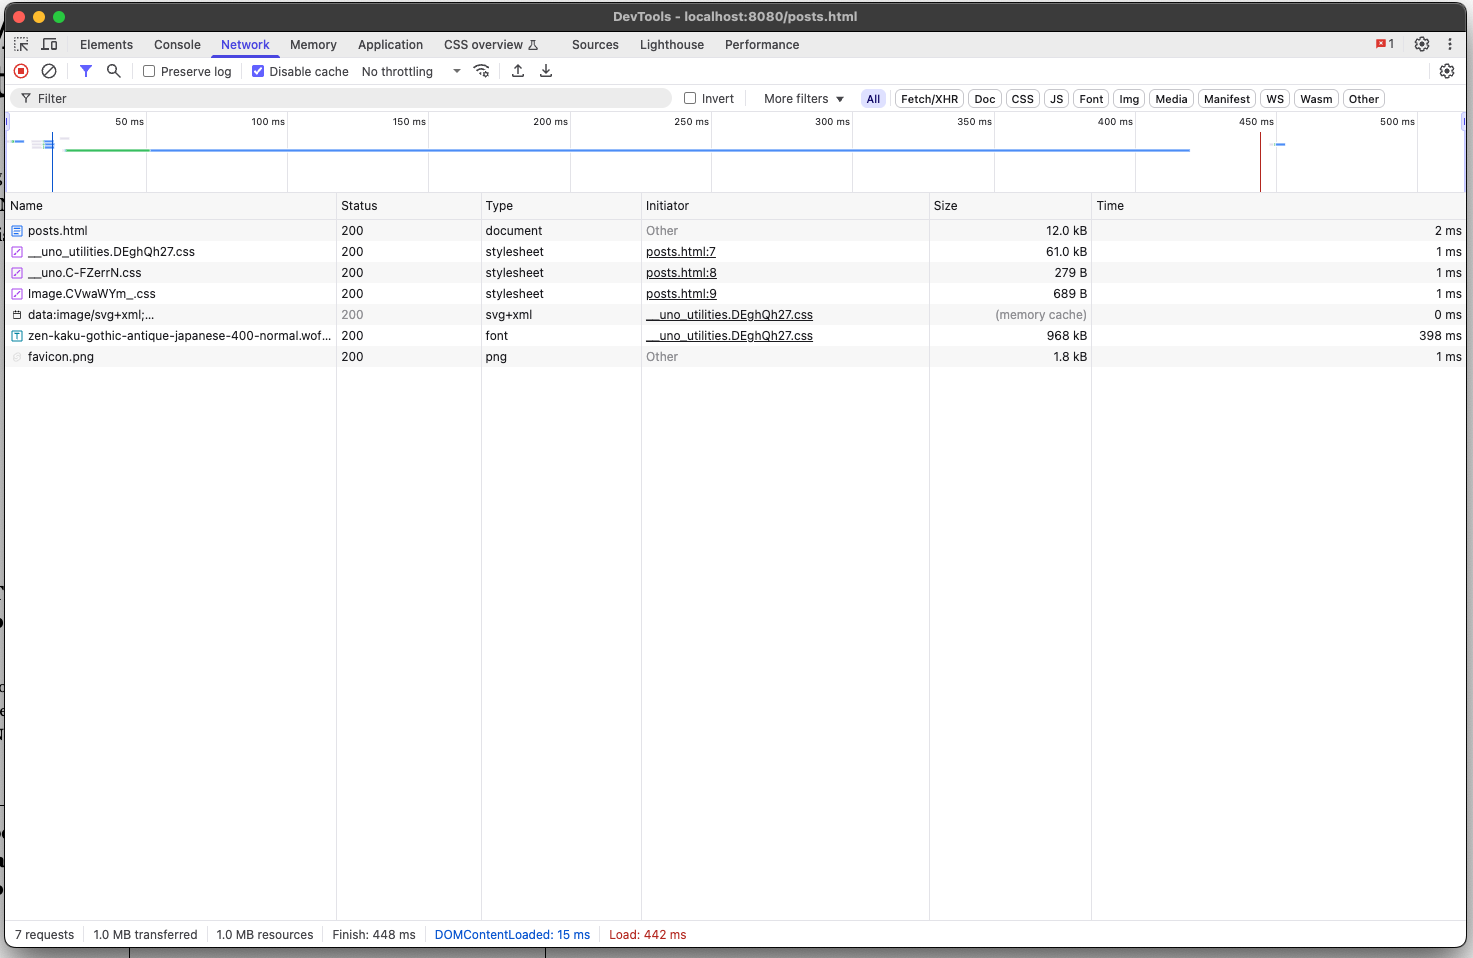 DevTools - localhost:8080/posts.html
Elements Console Network Memory Application CSS overview Sources Lighthouse Performance 1
Preserve log Disable cache No throttling
Filter Invert More filters All Fetch/XHR Doc CSS JS Font Img Media Manifest WS Wasm Other
50 ms 100 ms 150 ms 200 ms 250 ms 300 ms 350 ms 400 ms 450 ms 500 ms
Name Status Type Initiator Size Time
posts.html 200 document Other 12.0 kB 2 ms
__uno_utilities.DEghQh27.css 200 stylesheet posts.html:7 61.0 kB 1 ms
__uno.C-FZerrN.css 200 stylesheet posts.html:8 279 B 1 ms
Image.CVwaWYm_.css 200 stylesheet posts.html:9 689 B 1 ms
data:image/svg+xml;... 200 svg+xml __uno_utilities.DEghQh27.css (memory cache) 0 ms
zen-kaku-gothic-antique-japanese-400-normal.wof... 200 font __uno_utilities.DEghQh27.css 968 kB 398 ms
favicon.png 200 png Other 1.8 kB 1 ms
7 requests 1.0 MB transferred 1.0 MB resources Finish: 448 ms DOMContentLoaded: 15 ms Load: 442 ms